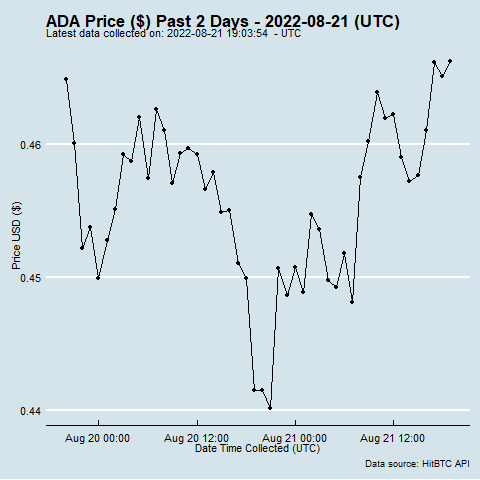 ADA Price ($) Past 2 Days - 2022-08-21 (UTC)
Latest data collected on: 2022-08-21 19:03:54 - UTC
Price USD ($)
0.46
0.45
0.44
Aug 20 00:00
Aug 20 12:00
Aug 21 00:00
Aug 21 12:00
Date Time Collected (UTC)
Data source: HitBTC API